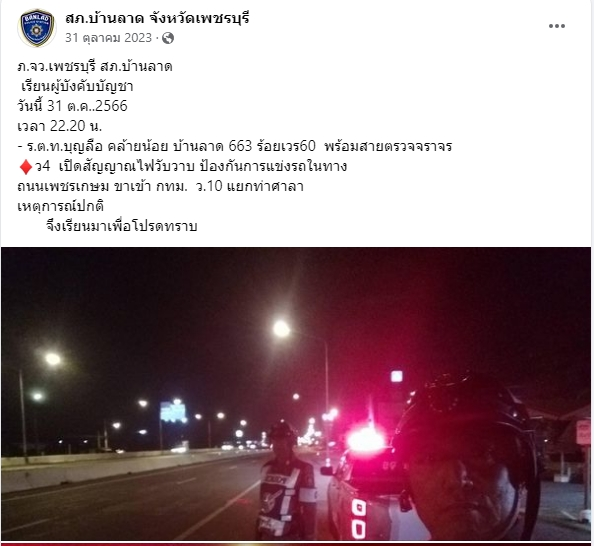 สภ.บ้านลาด จังหวัดเพชรบุรี
31 ตุลาคม 2023 ·
ภ.จว.เพชรบุรี สภ.บ้านลาด
เรียนผู้บังคับบัญชา
วันนี้ 31 ต.ค..2566
เวลา 22.20 น.
- ร.ต.ท.บุญลือ คล้ายน้อย บ้านลาด 663 ร้อยเวร60 พร้อมสายตรวจจราจร
♦️ว4 เปิดสัญญาณไฟวับวาบ ป้องกันการแข่งรถในทาง
ถนนเพชรเกษม ขาเข้า กทม. ว.10 แยกท่าศาลา
เหตุการณ์ปกติ
จึงเรียนมาเพื่อโปรดทราบ